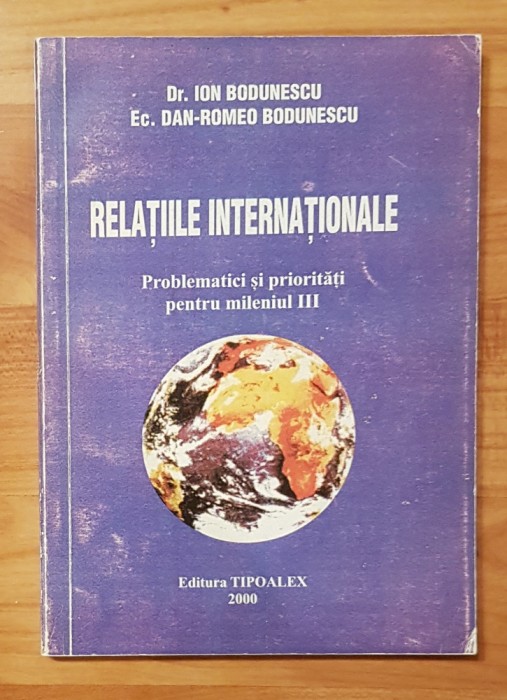 Dr. ION BODUNESCU
Ec. DAN-ROMEO BODUNESCU
RELAȚIILE INTERNAȚIONALE
Problematici și priorități
pentru mileniul III
Editura TIPOALEX
2000